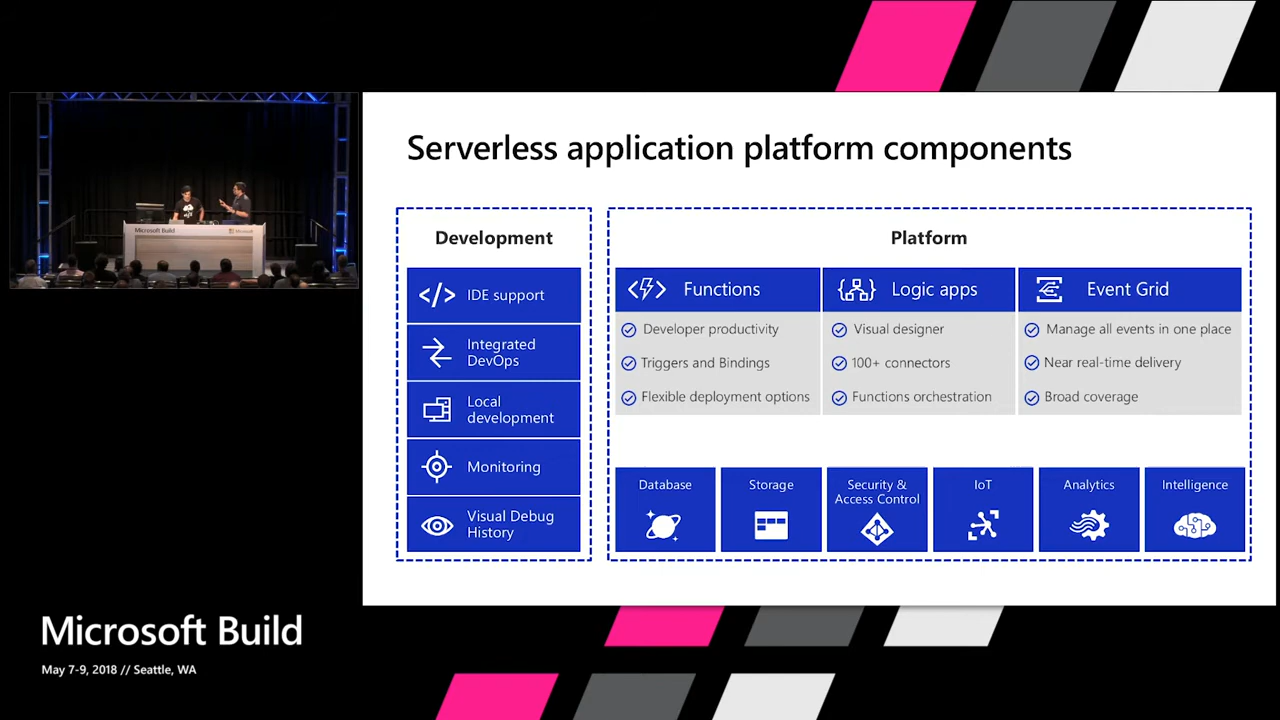 Serverless application platform components
Development
</> IDE support
Integrated
DevOps
Local
development
Monitoring
Visual Debug
History
Platform
Functions
Developer productivity
Triggers and Bindings
Flexible deployment options
Logic apps
Visual designer
100+ connectors
Functions orchestration
Event Grid
Manage all events in one place
Near real-time delivery
Broad coverage
Database
Storage
Security &
Access Control
IoT
Analytics
Intelligence
Microsoft Build
Microsoft
Microsoft Build
May 7-9, 2018 // Seattle, WA